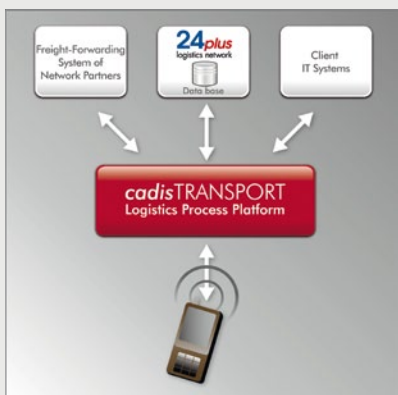 Freight-Forwarding
System of
Network Partners
24plus
logistics network
Data base
Client
IT Systems
cadisTRANSPORT
Logistics Process Platform